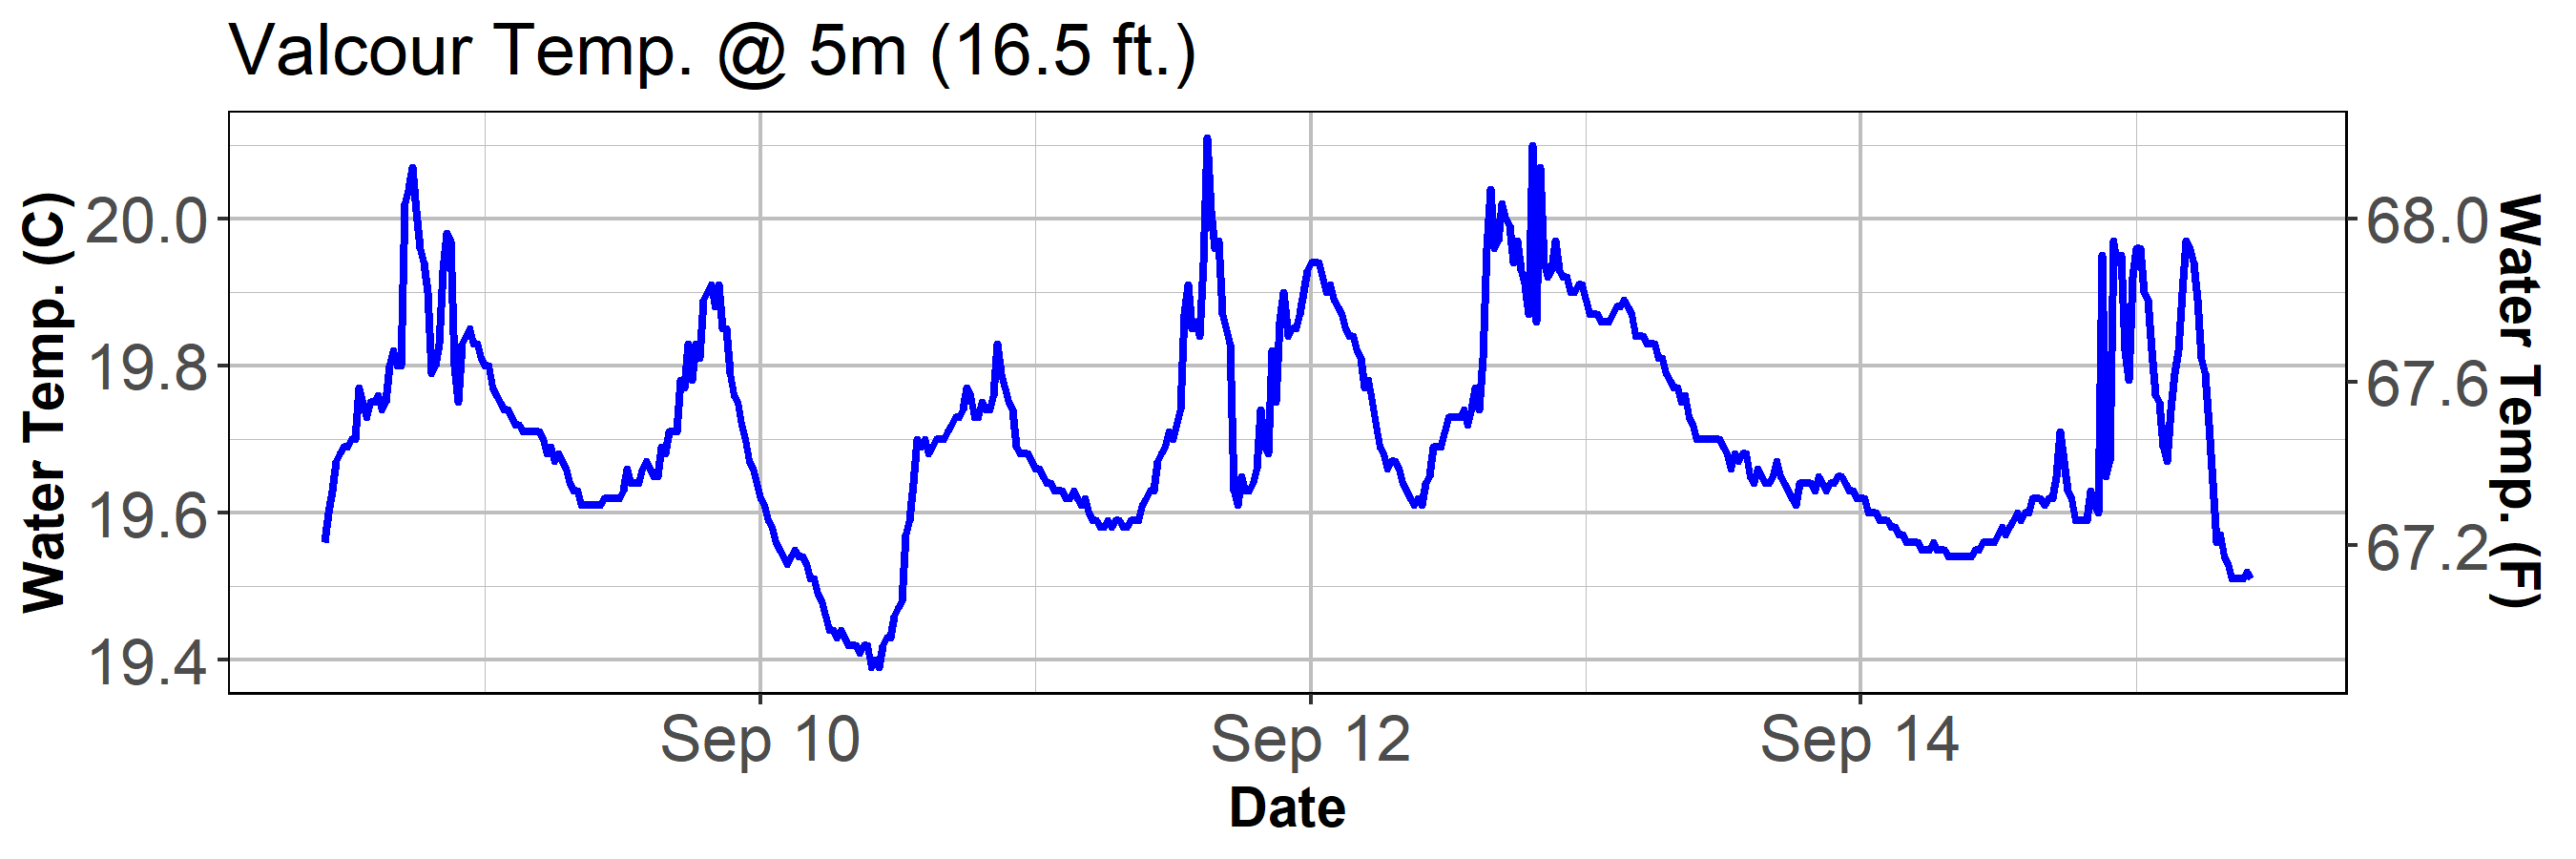 Valcour Temp. @ 5m (16.5 ft.)
Water Temp. (C)
20.0
19.8
19.6
19.4
68.0
67.6
67.2
Water Temp. (F)
Sep 10
Sep 12
Sep 14
Date